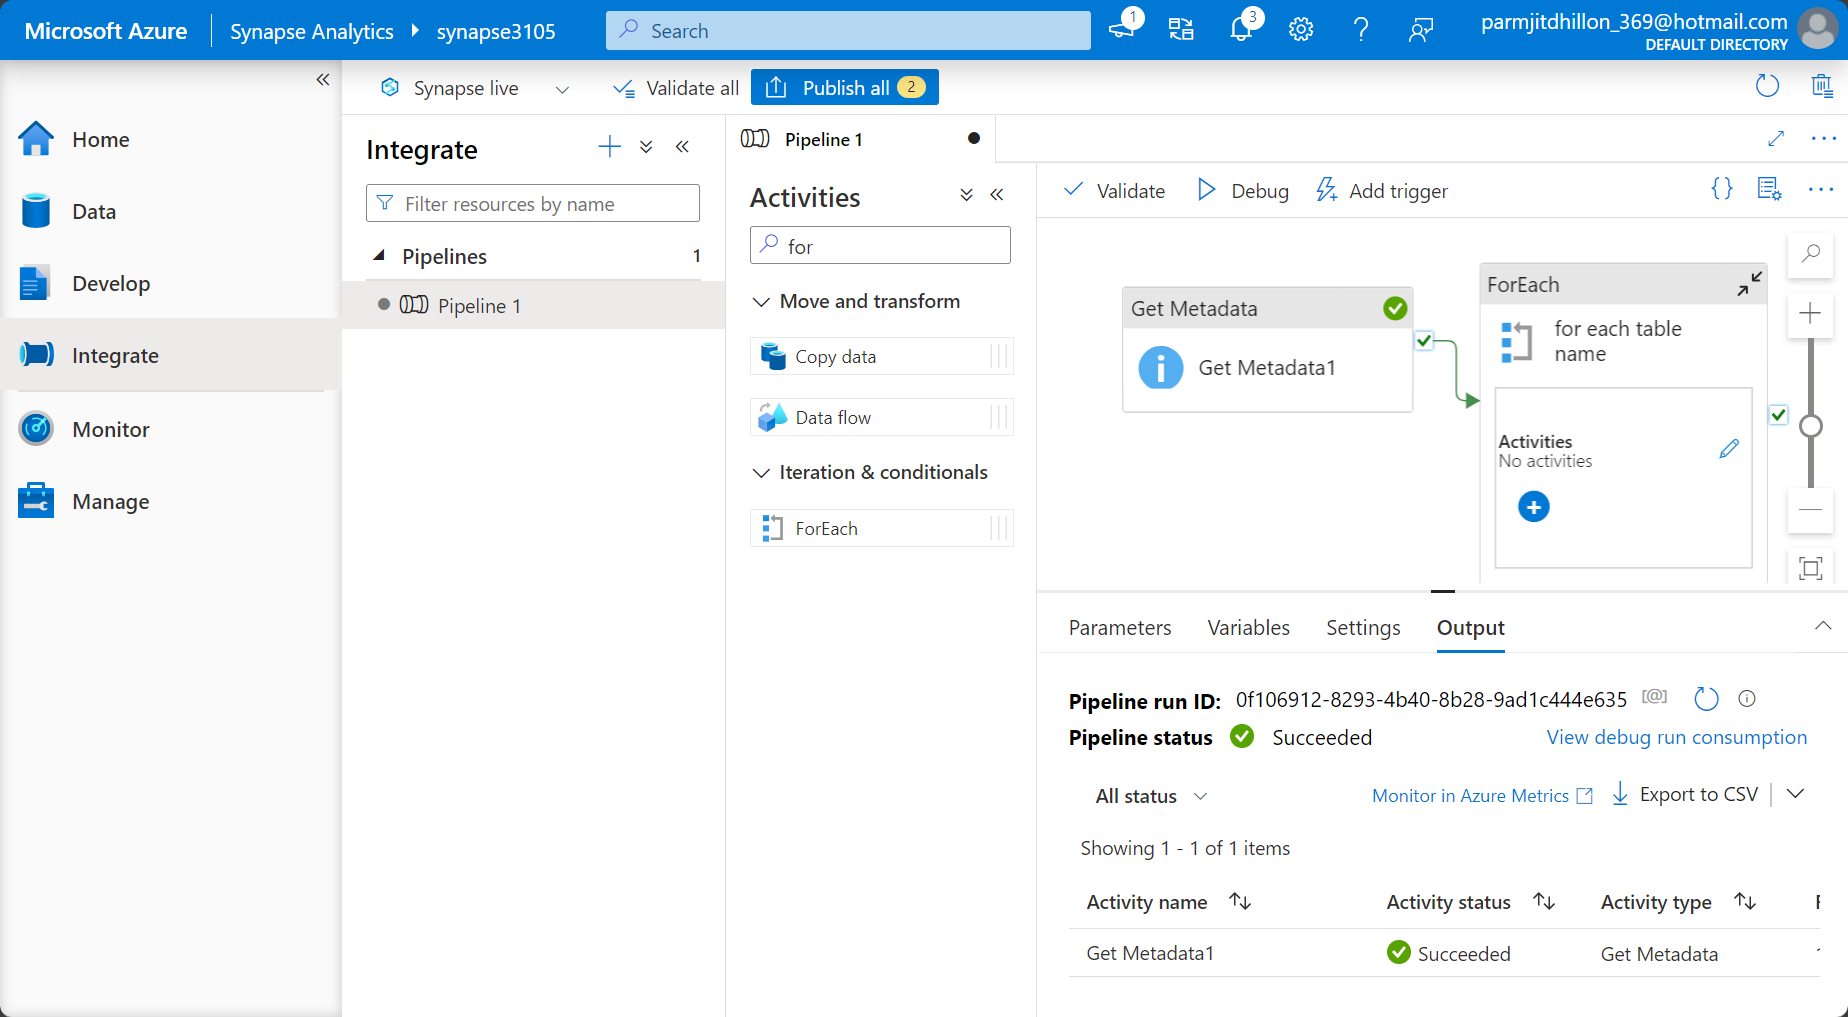 Microsoft Azure
Synapse Analytics
synapse3105
Search
1
3
parmjitdhillon_369@hotmail.com
DEFAULT DIRECTORY
Synapse live
Validate all
Publish all
2
Home
Data
Develop
Integrate
Monitor
Manage
Integrate
Filter resources by name
Pipelines
1
Pipeline 1
Pipeline 1
Activities
for
Move and transform
Copy data
Data flow
Iteration & conditionals
ForEach
Validate
Debug
Add trigger
Get Metadata
Get Metadata1
ForEach
for each table
name
Activities
No activities
Parameters
Variables
Settings
Output
Pipeline run ID: 0f106912-8293-4b40-8b28-9ad1c444e635
Pipeline status
Succeeded
View debug run consumption
All status
Monitor in Azure Metrics
Export to CSV
Showing 1 - 1 of 1 items
Activity name
Activity status
Activity type
Get Metadata1
Succeeded
Get Metadata